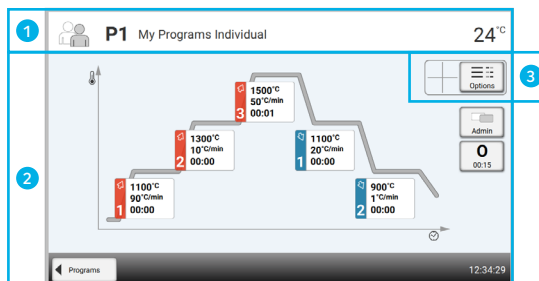 1
P1 My Programs Individual
24°C
3
Options
1500°C
50°C/min
3 00:01
Admin
1300°C
10°C/min
2 00:00
1100°C
20°C/min
1 00:00
0
00:15
2
1100°C
90°C/min
1 00:00
900°C
1°C/min
2 00:00
Programs
12:34:29